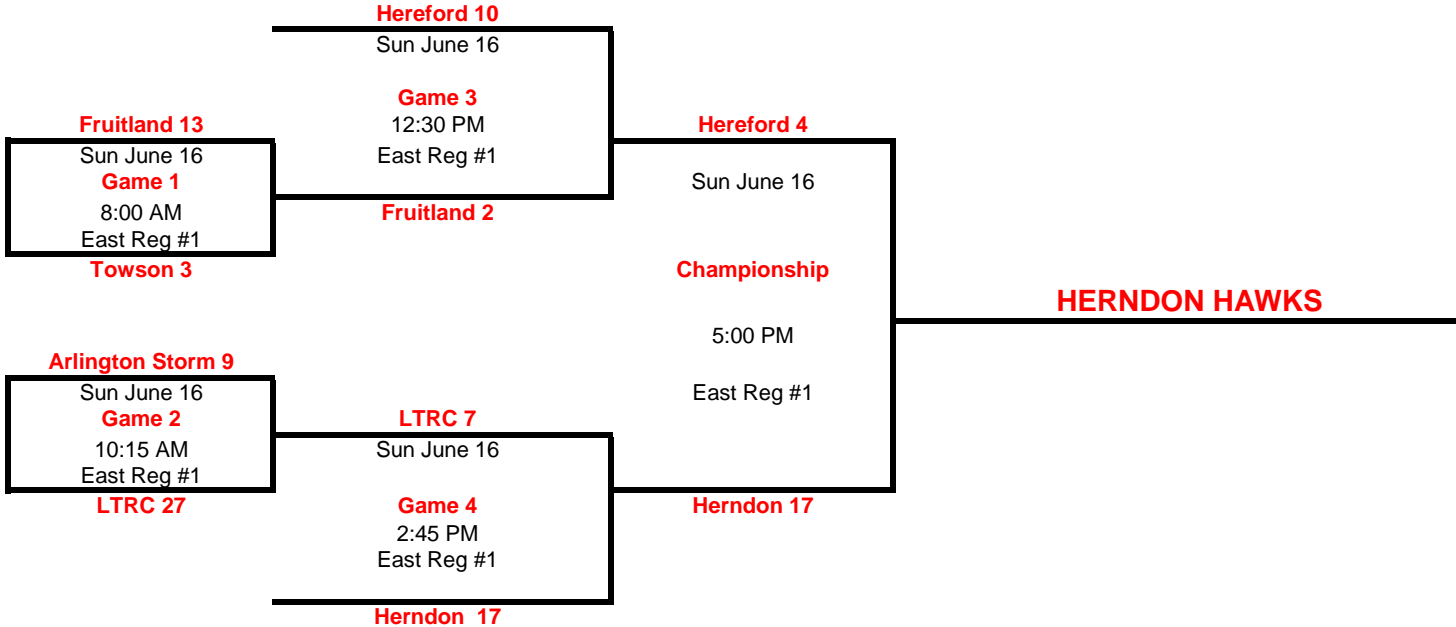 Hereford 10
Sun June 16
Game 3
12:30 PM
East Reg #1
Fruitland 2
Fruitland 13
Sun June 16
Game 1
8:00 AM
East Reg #1
Towson 3
Hereford 4
Sun June 16
Championship
5:00 PM
East Reg #1
Herndon 17
HERNDON HAWKS
Arlington Storm 9
Sun June 16
Game 2
10:15 AM
East Reg #1
LTRC 27
LTRC 7
Sun June 16
Game 4
2:45 PM
East Reg #1
Herndon  17